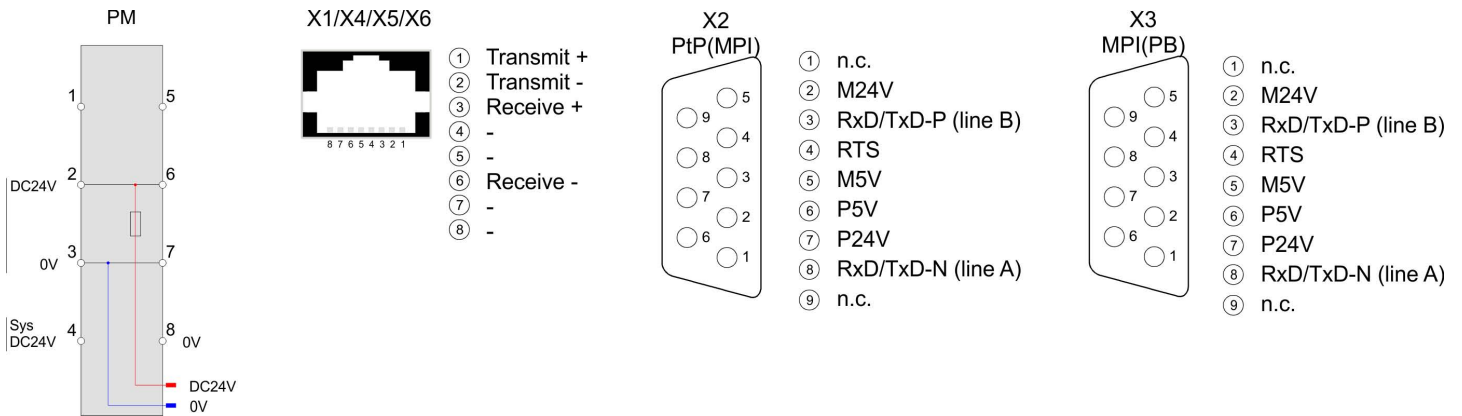 PM
1
5
2
6
DC24V
3
7
0V
Sys
DC24V
4
8
0V
DC24V
0V
X1/X4/X5/X6
8 7 6 5 4 3 2 1
1 Transmit +
2 Transmit -
3 Receive +
4 -
5 -
6 Receive -
7 -
8 -
X2
PtP(MPI)
5
9
4
8
3
7
2
6
1
1 n.c.
2 M24V
3 RxD/TxD-P (line B)
4 RTS
5 M5V
6 P5V
7 P24V
8 RxD/TxD-N (line A)
9 n.c.
X3
MPI(PB)
5
9
4
8
3
7
2
6
1
1 n.c.
2 M24V
3 RxD/TxD-P (line B)
4 RTS
5 M5V
6 P5V
7 P24V
8 RxD/TxD-N (line A)
9 n.c.